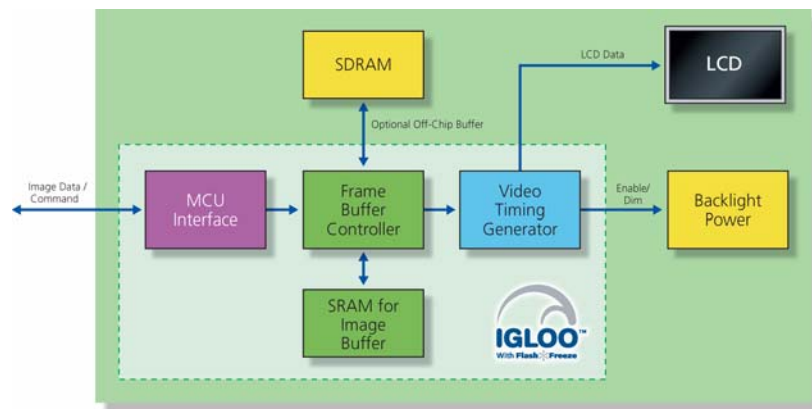 SDRAM
LCD Data
LCD
Optional Off-Chip Buffer
Image Data /
Command
MCU
Interface
Frame
Buffer
Controller
Video
Timing
Generator
Enable/
Dim
Backlight
Power
SRAM for
Image
Buffer
IGLOO™
With Flash Freeze